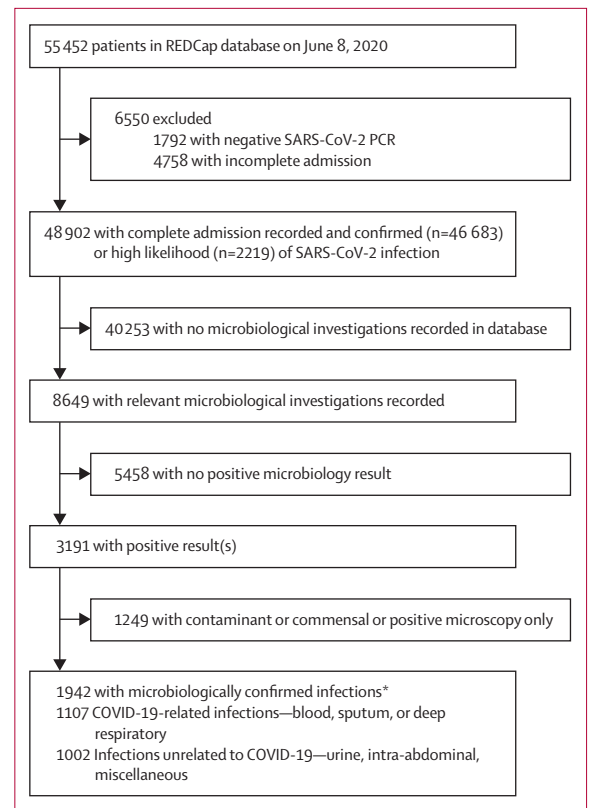 55 452 patients in REDCap database on June 8, 2020
6550 excluded
1792 with negative SARS-CoV-2 PCR
4758 with incomplete admission
48 902 with complete admission recorded and confirmed (n=46 683)
or high likelihood (n=2219) of SARS-CoV-2 infection
40 253 with no microbiological investigations recorded in database
8649 with relevant microbiological investigations recorded
5458 with no positive microbiology result
3191 with positive result(s)
1249 with contaminant or commensal or positive microscopy only
1942 with microbiologically confirmed infections*
1107 COVID-19-related infections—blood, sputum, or deep
respiratory
1002 Infections unrelated to COVID-19—urine, intra-abdominal,
miscellaneous